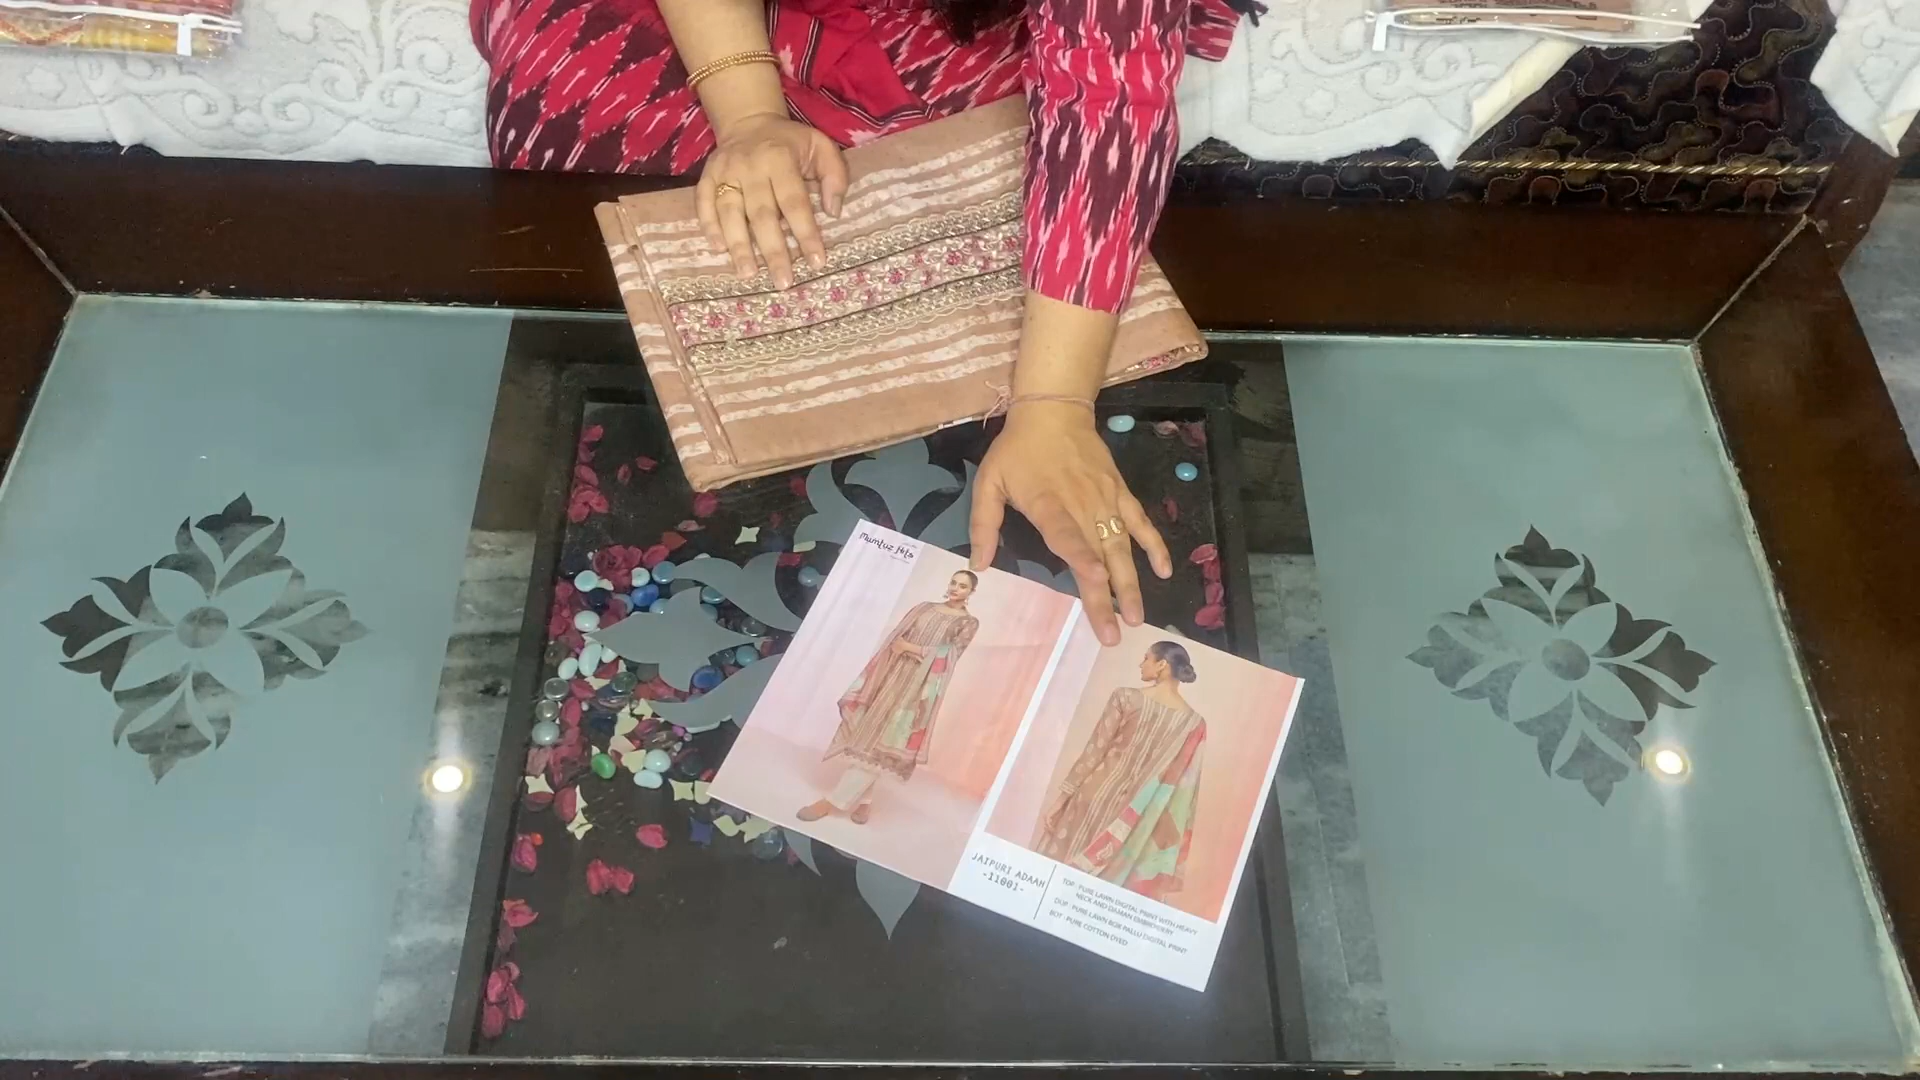 Mumtaz Arts
JAIPURI ADAAH
-11001-
TOP : PURE LAWN DIGITAL PRINT WITH HEAVY
NECK AND DAMAN EMBROIDERY
DUP : PURE LAWN BOX PALLU DIGITAL PRINT
BOT : PURE COTTON DYED